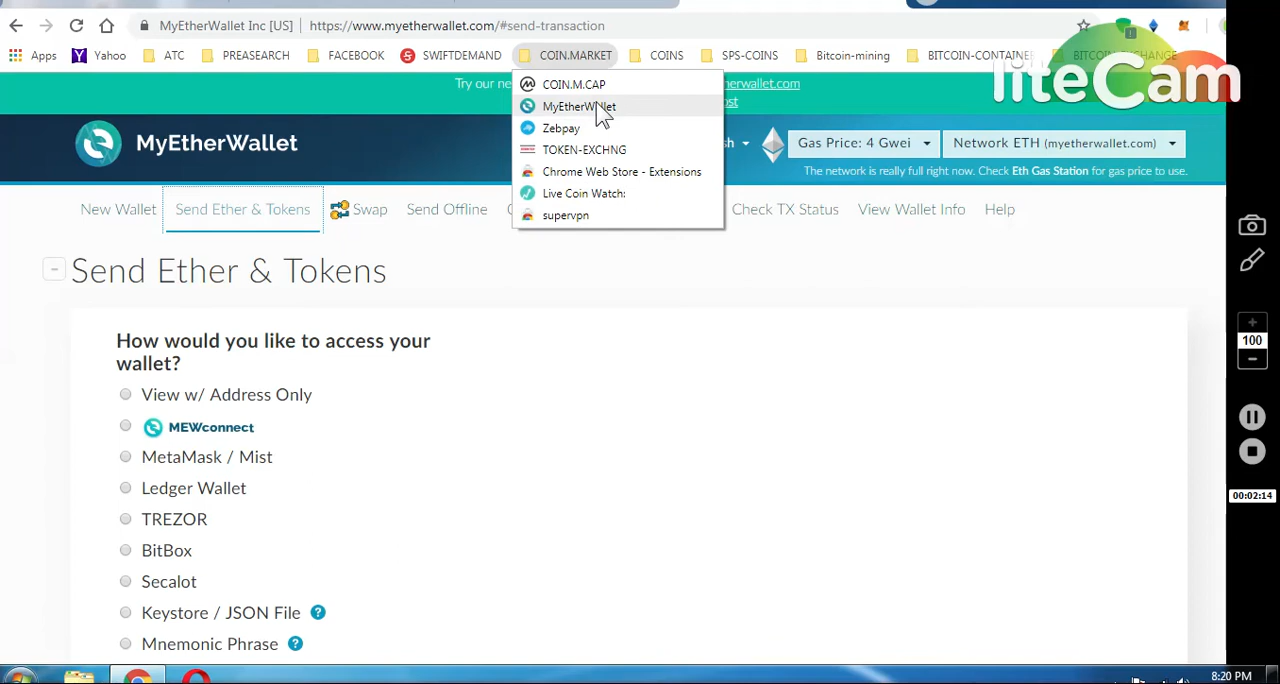 MyEtherWallet Inc [US] https://www.myetherwallet.com/#send-transaction
Apps Yahoo ATC PREASEARCH FACEBOOK SWIFTDEMAND COIN.MARKET COINS SPS-COINS Bitcoin-mining BITCOIN-CONTAINE BITCOIN-EXCHANGE
liteCam
Try our ne
erwallet.com
ost
COIN.M.CAP
MyEtherWallet
Zebpay
TOKEN-EXCHNG
Chrome Web Store - Extensions
Live Coin Watch:
supervpn
MyEtherWallet
sh Gas Price: 4 Gwei Network ETH (myetherwallet.com)
The network is really full right now. Check Eth Gas Station for gas price to use.
New Wallet Send Ether & Tokens Swap Send Offline Check TX Status View Wallet Info Help
Send Ether & Tokens
How would you like to access your
wallet?
View w/ Address Only
MEWconnect
MetaMask / Mist
Ledger Wallet
TREZOR
BitBox
Secalot
Keystore / JSON File ?
Mnemonic Phrase ?
100
00:02:14
8:20 PM